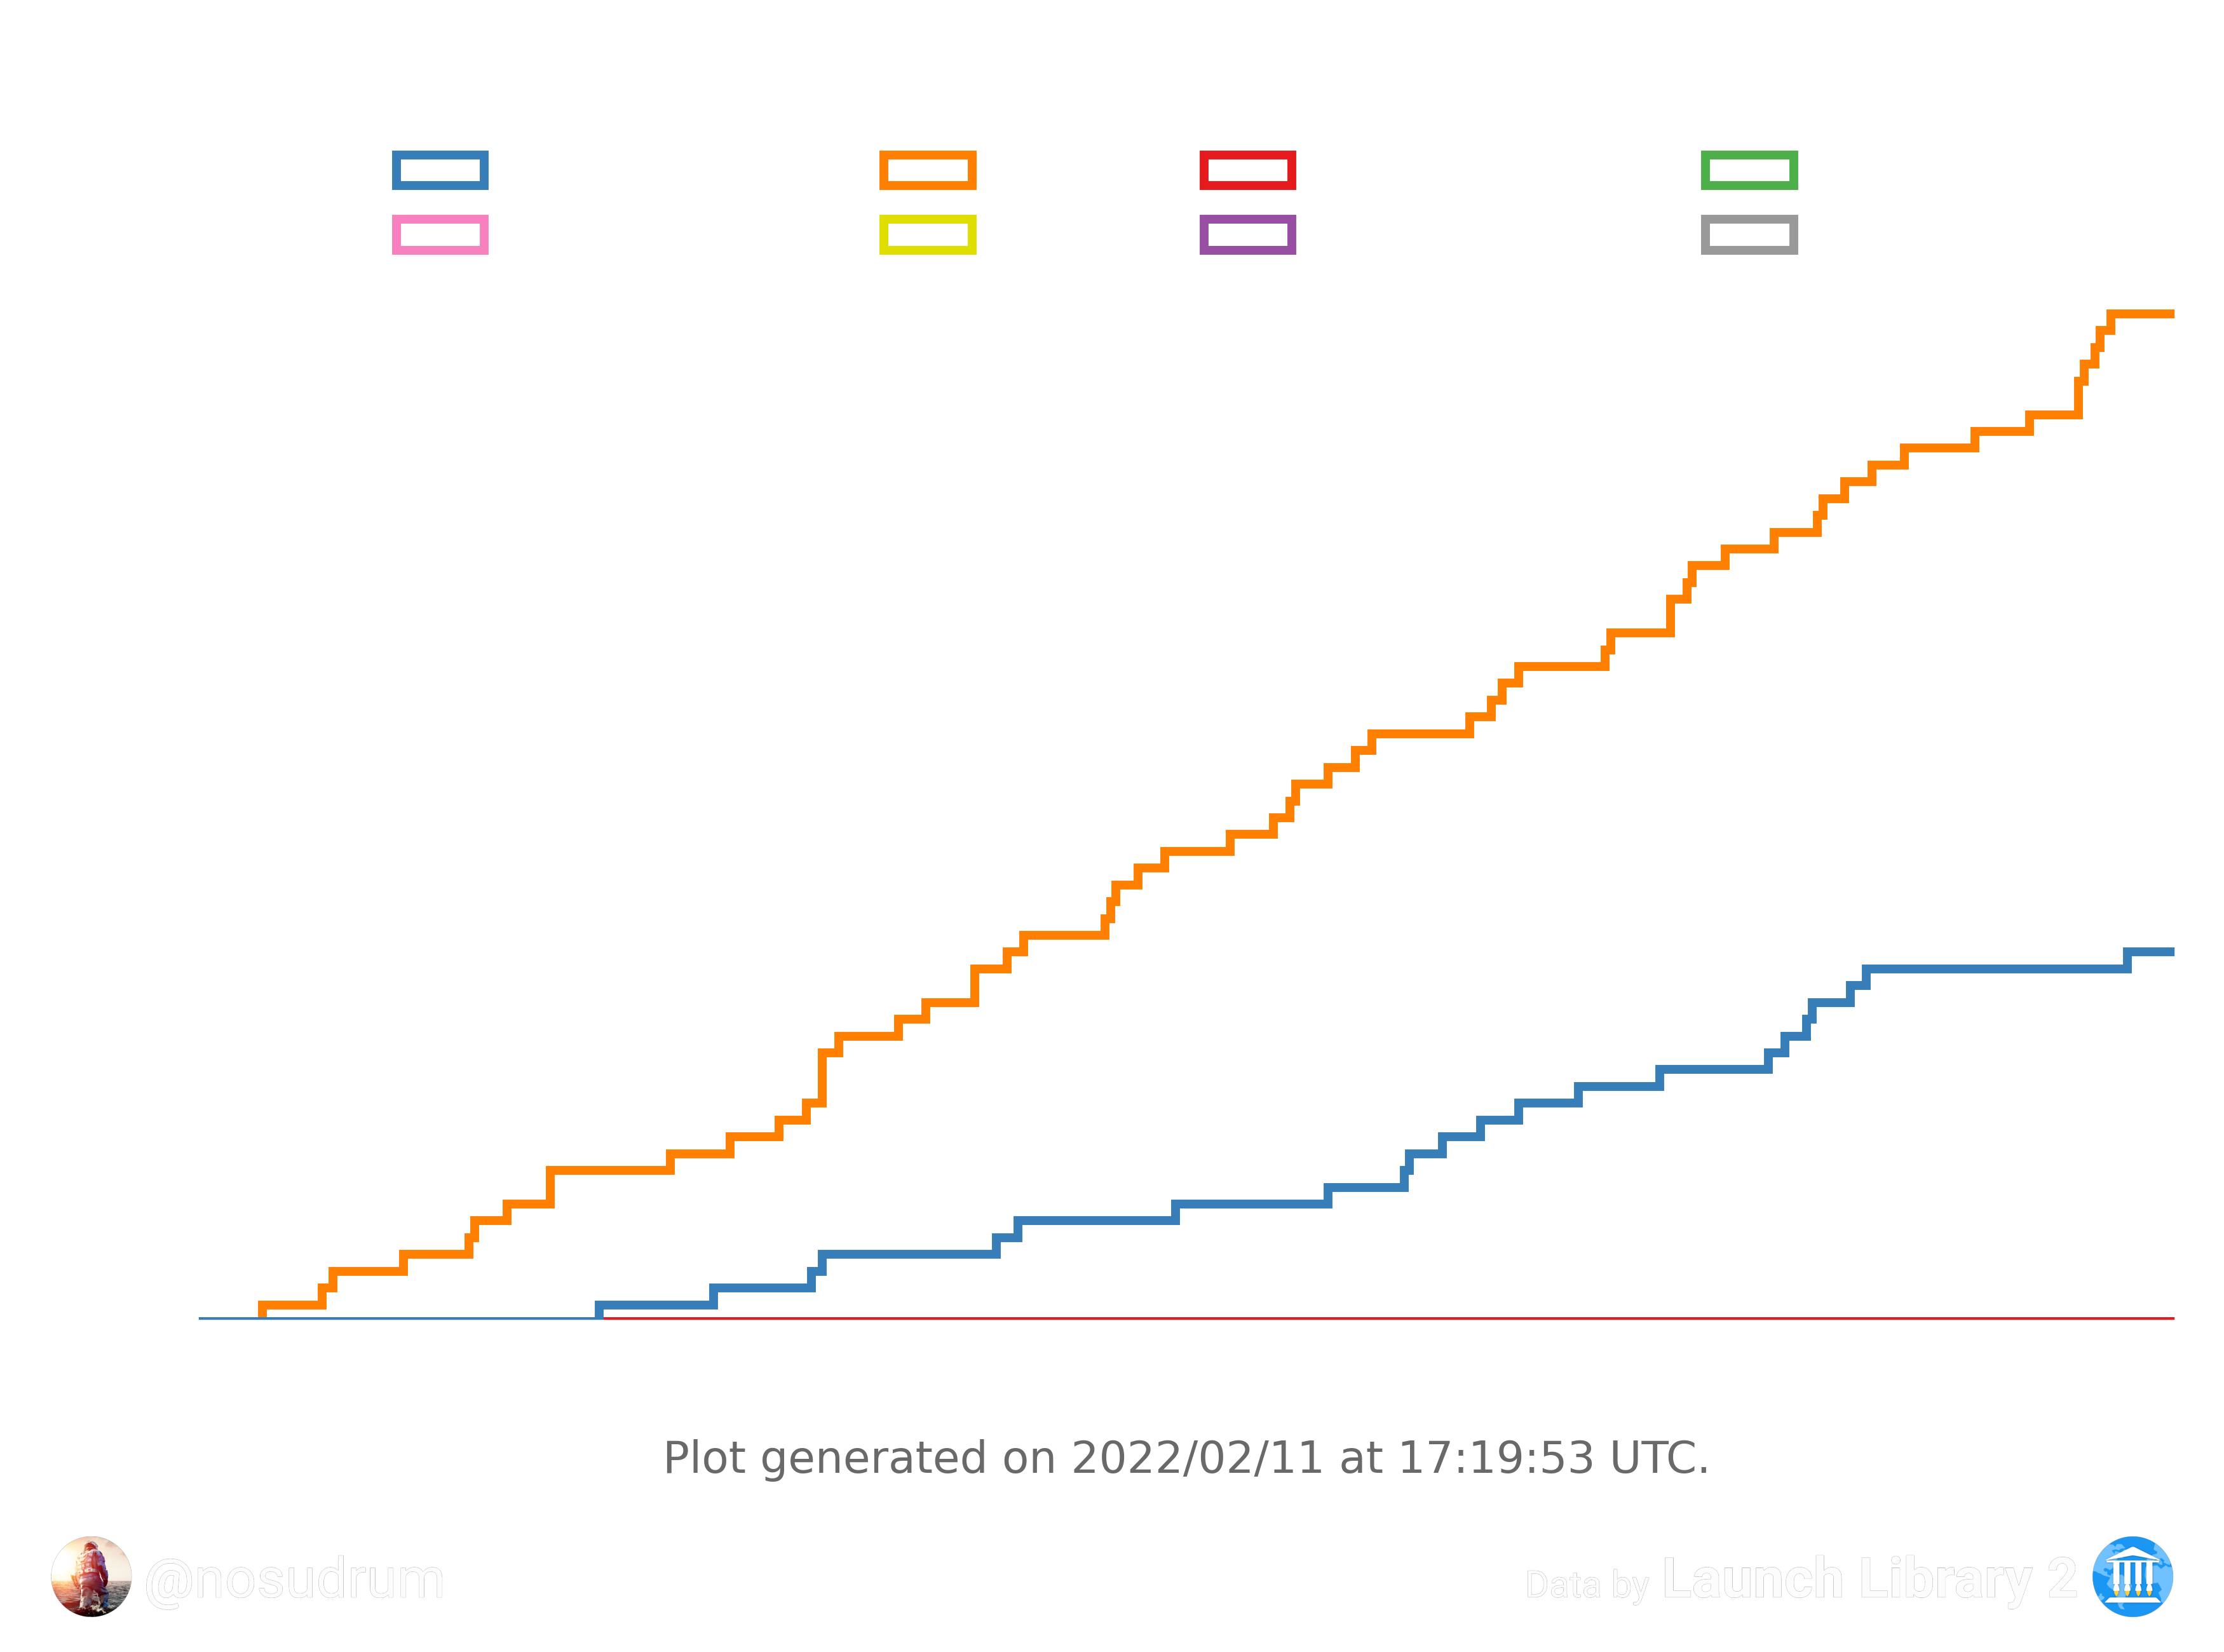 Plot generated on 2022/02/11 at 17:19:53 UTC.
@nosudrum
Data by Launch Library 2